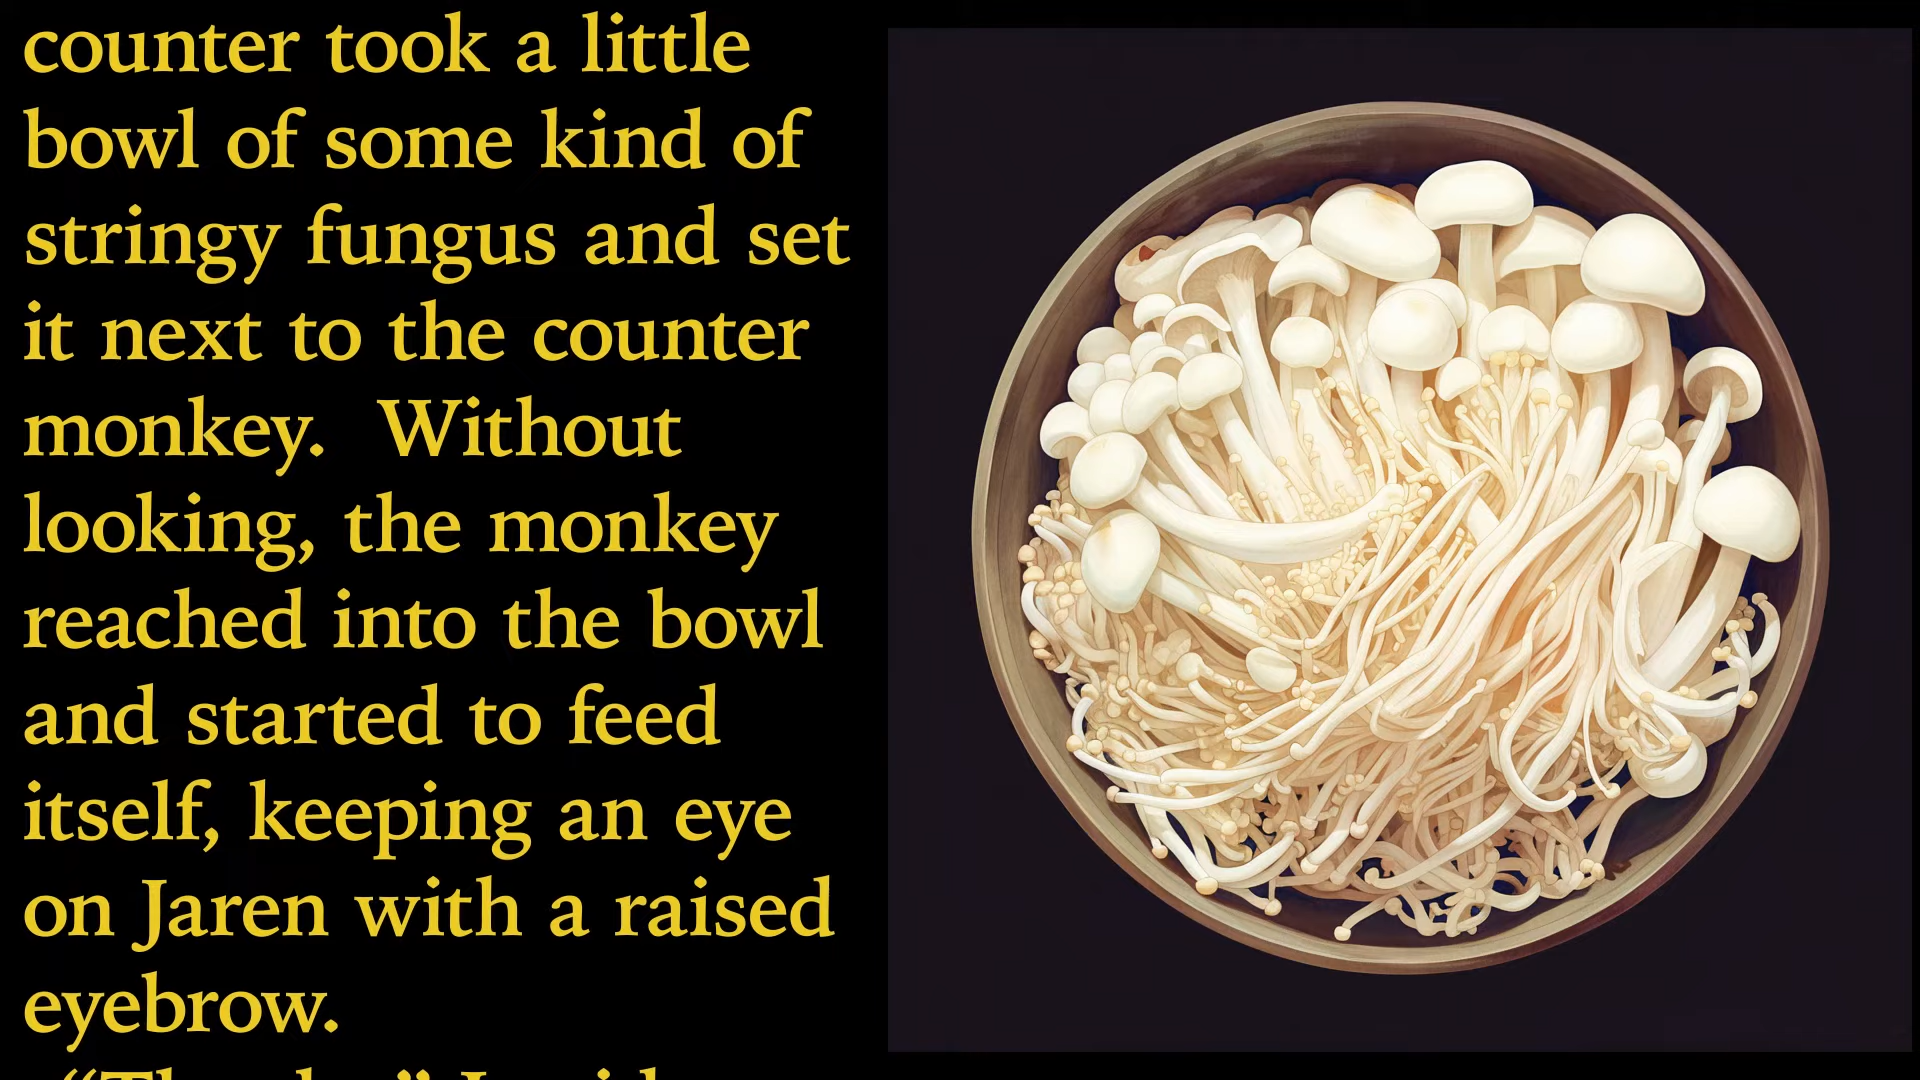 counter took a little
bowl of some kind of
stringy fungus and set
it next to the counter
monkey.  Without
looking, the monkey
reached into the bowl
and started to feed
itself, keeping an eye
on Jaren with a raised
eyebrow.